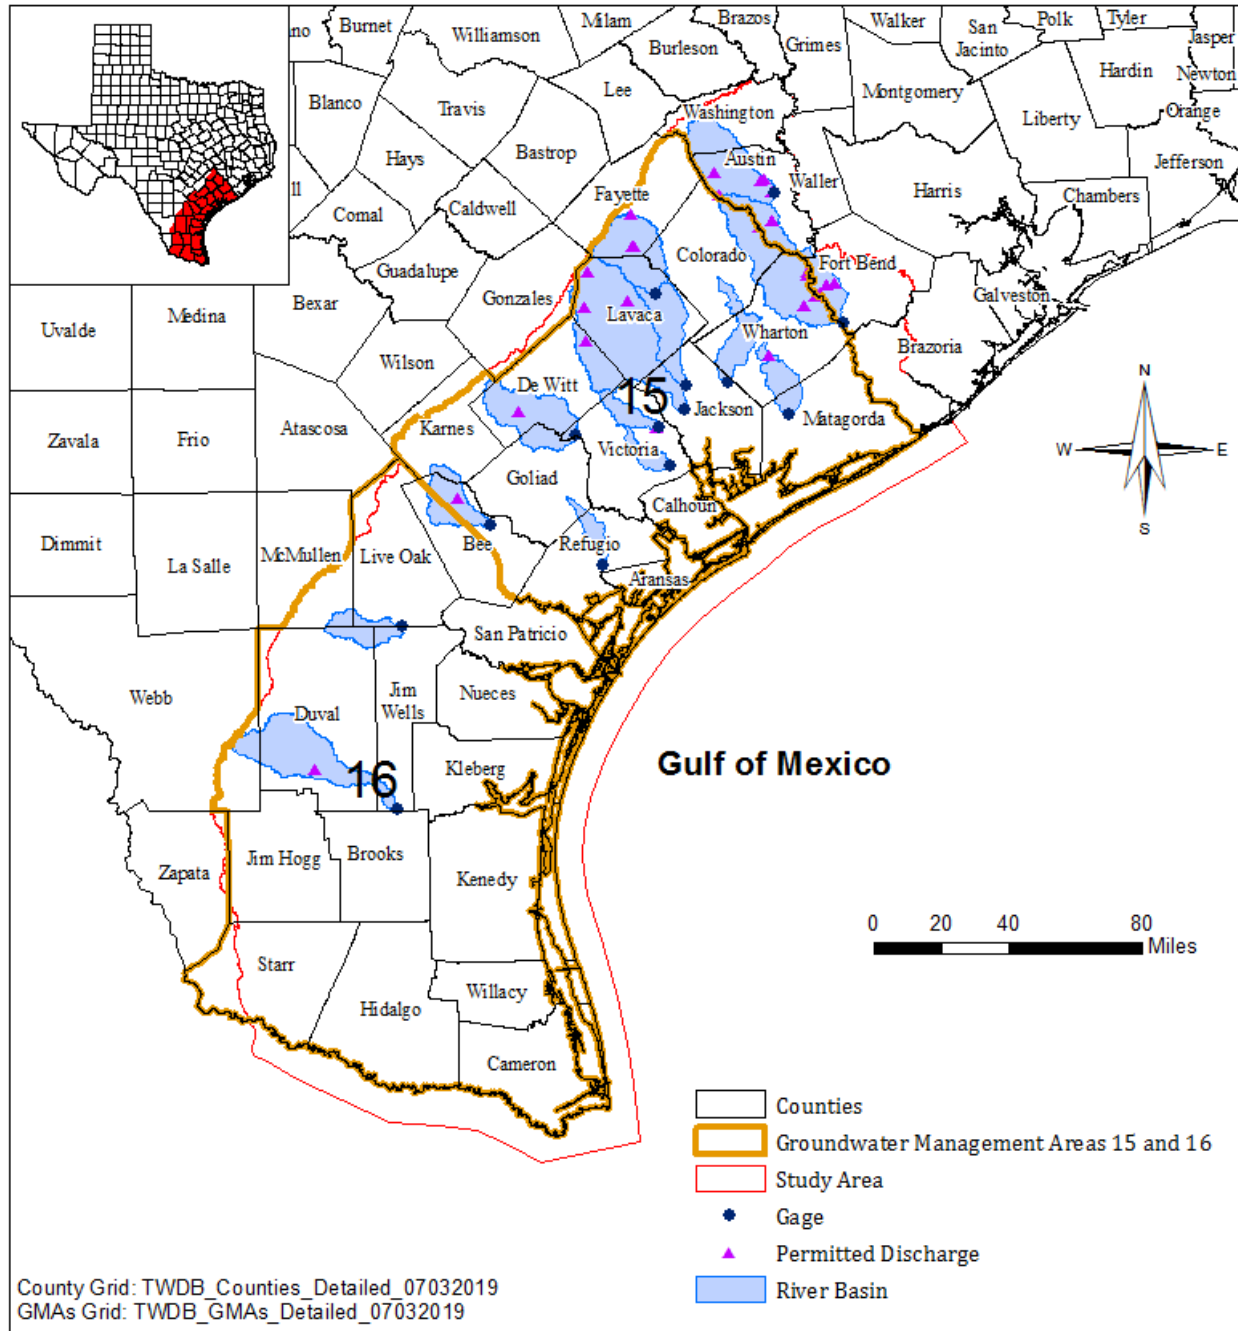 no
Burnet
Williamson
Milam
Brazos
Walker
Polk
Tyler
San
Jacinto
Jasper
Burleson
Grimes
Hardin
Newton
Blanco
Travis
Lee
Montgomery
Liberty
Orange
Washington
Hays
Bastrop
Austin
Waller
Harris
Jefferson
Chambers
ll
Comal
Caldwell
Fayette
Guadalupe
Colorado
Fort Bend
Bexar
Gonzales
Galveston
Uvalde
Medina
Lavaca
Wharton
Brazoria
Wilson
De Witt
15
Jackson
Matagorda
Zavala
Frio
Atascosa
Karnes
Victoria
Goliad
Calhoun
N
W
E
S
Dimmit
La Salle
McMullen
Live Oak
Bee
Refugio
Aransas
San Patricio
Webb
Duval
Jim
Wells
Nueces
16
Kleberg
Gulf of Mexico
Zapata
Jim Hogg
Brooks
Kenedy
0 20 40 80
Miles
Starr
Hidalgo
Willacy
Cameron
Counties
Groundwater Management Areas 15 and 16
Study Area
Gage
Permitted Discharge
River Basin
County Grid: TWDB_Counties_Detailed_07032019
GMAs Grid: TWDB_GMAs_Detailed_07032019